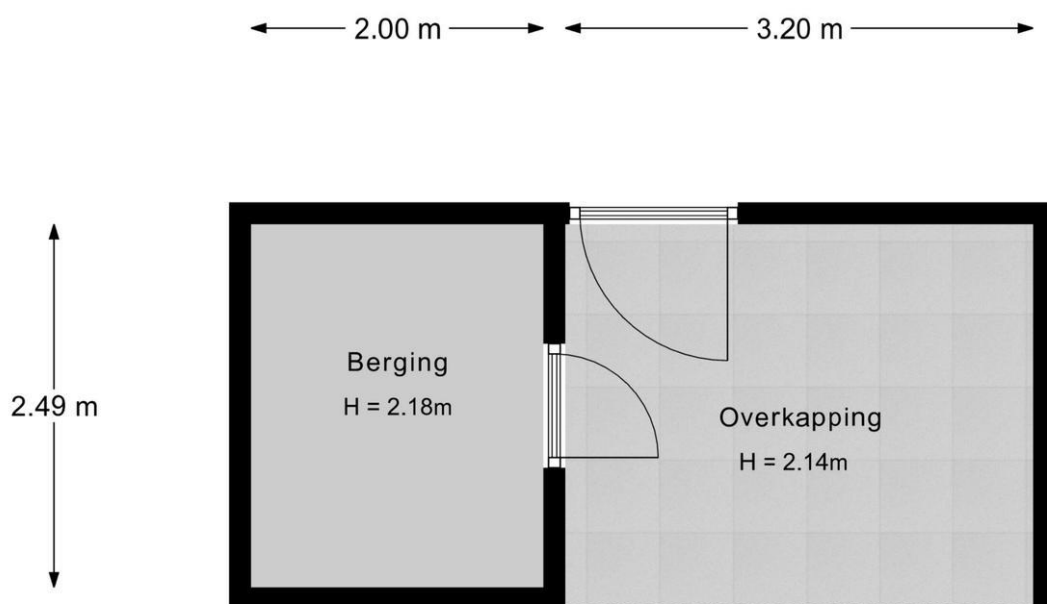 2.00 m
3.20 m
2.49 m
Berging
H = 2.18m
Overkapping
H = 2.14m